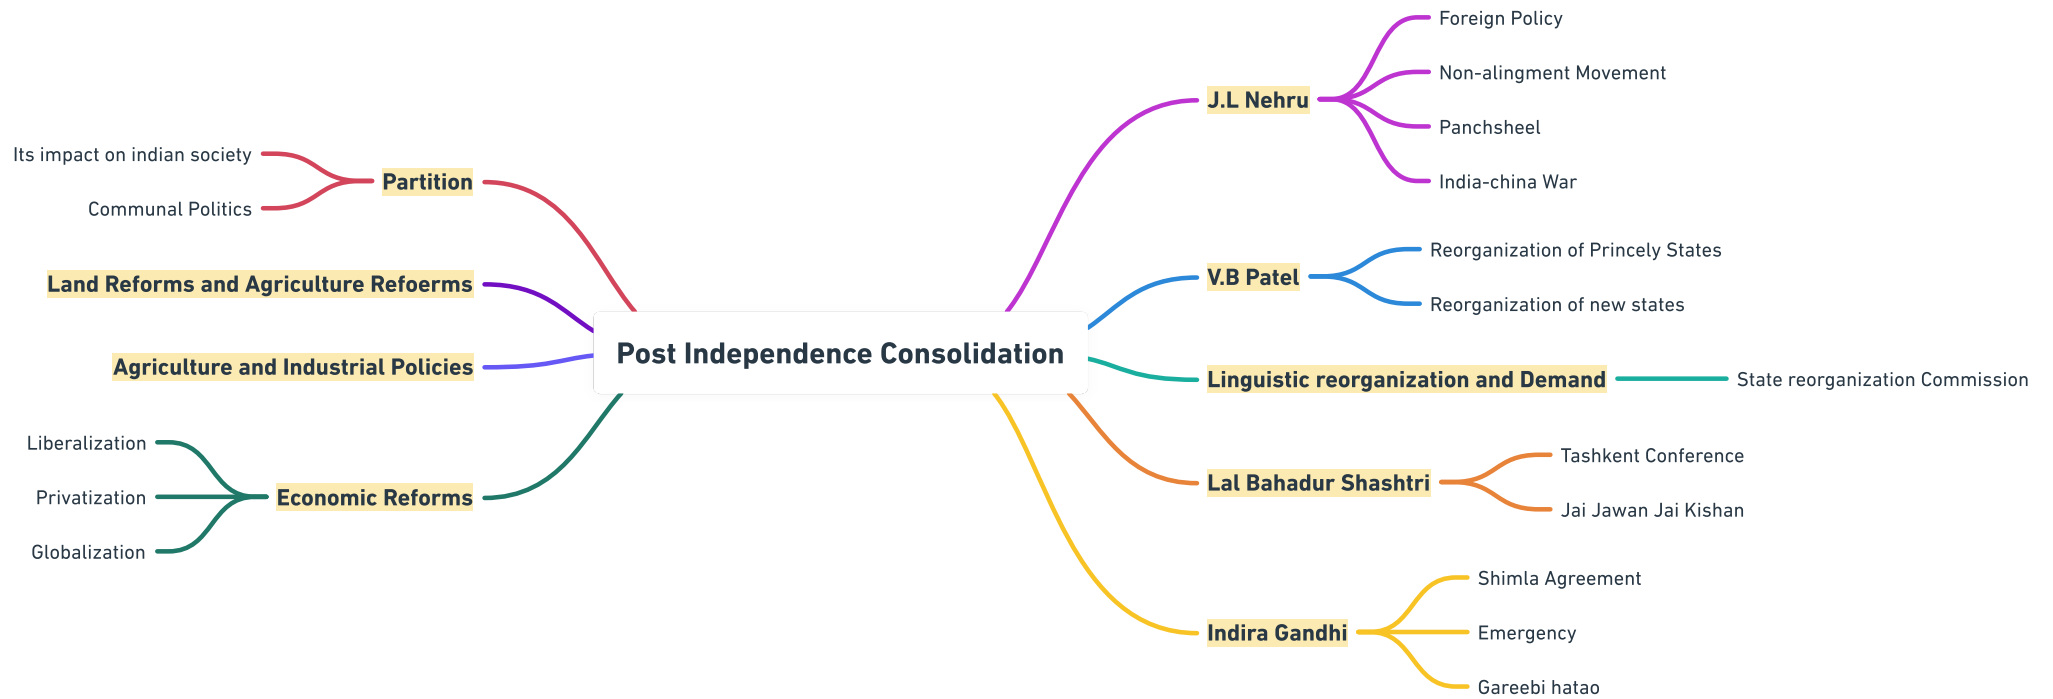 Post Independence Consolidation
J.L Nehru
Foreign Policy
Non-alingment Movement
Panchsheel
India-china War
V.B Patel
Reorganization of Princely States
Reorganization of new states
Linguistic reorganization and Demand
State reorganization Commission
Lal Bahadur Shashtri
Tashkent Conference
Jai Jawan Jai Kishan
Indira Gandhi
Shimla Agreement
Emergency
Gareebi hatao
Partition
Its impact on indian society
Communal Politics
Land Reforms and Agriculture Refoerms
Agriculture and Industrial Policies
Economic Reforms
Liberalization
Privatization
Globalization